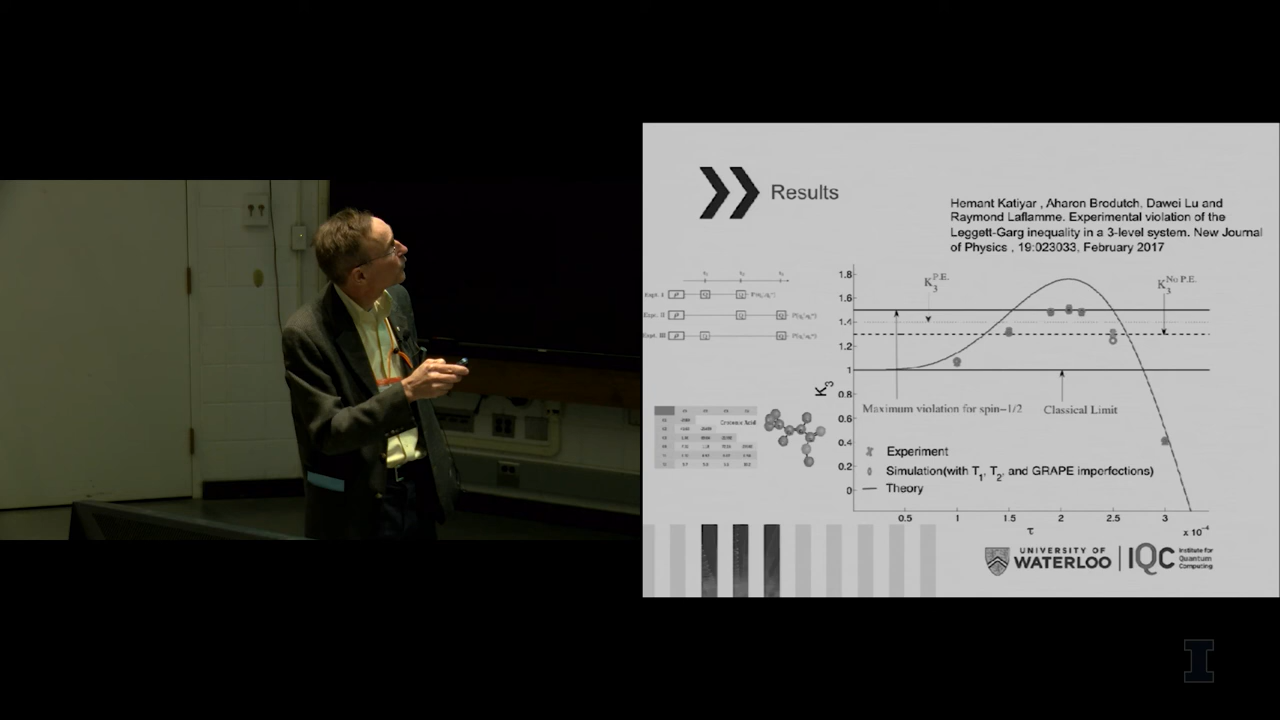 Results
Hemant Katiyar , Aharon Brodutch, Dawei Lu and
Raymond Laflamme. Experimental violation of the
Leggett-Garg inequality in a 3-level system. New Journal
of Physics , 19:023033, February 2017
Expt. I
Expt. II
Expt. III
K3 P.E.
K3 No P.E.
1.8
1.6
1.4
1.2
1
0.8
0.6
0.4
0.2
0
K3
Maximum violation for spin−1/2
Classical Limit
Crotonic Acid
Experiment
Simulation(with T1, T2, and GRAPE imperfections)
Theory
0.5 1 1.5 2 2.5 3
τ
x 10⁻⁴
UNIVERSITY OF
WATERLOO
IQC
Institute for
Quantum
Computing
I